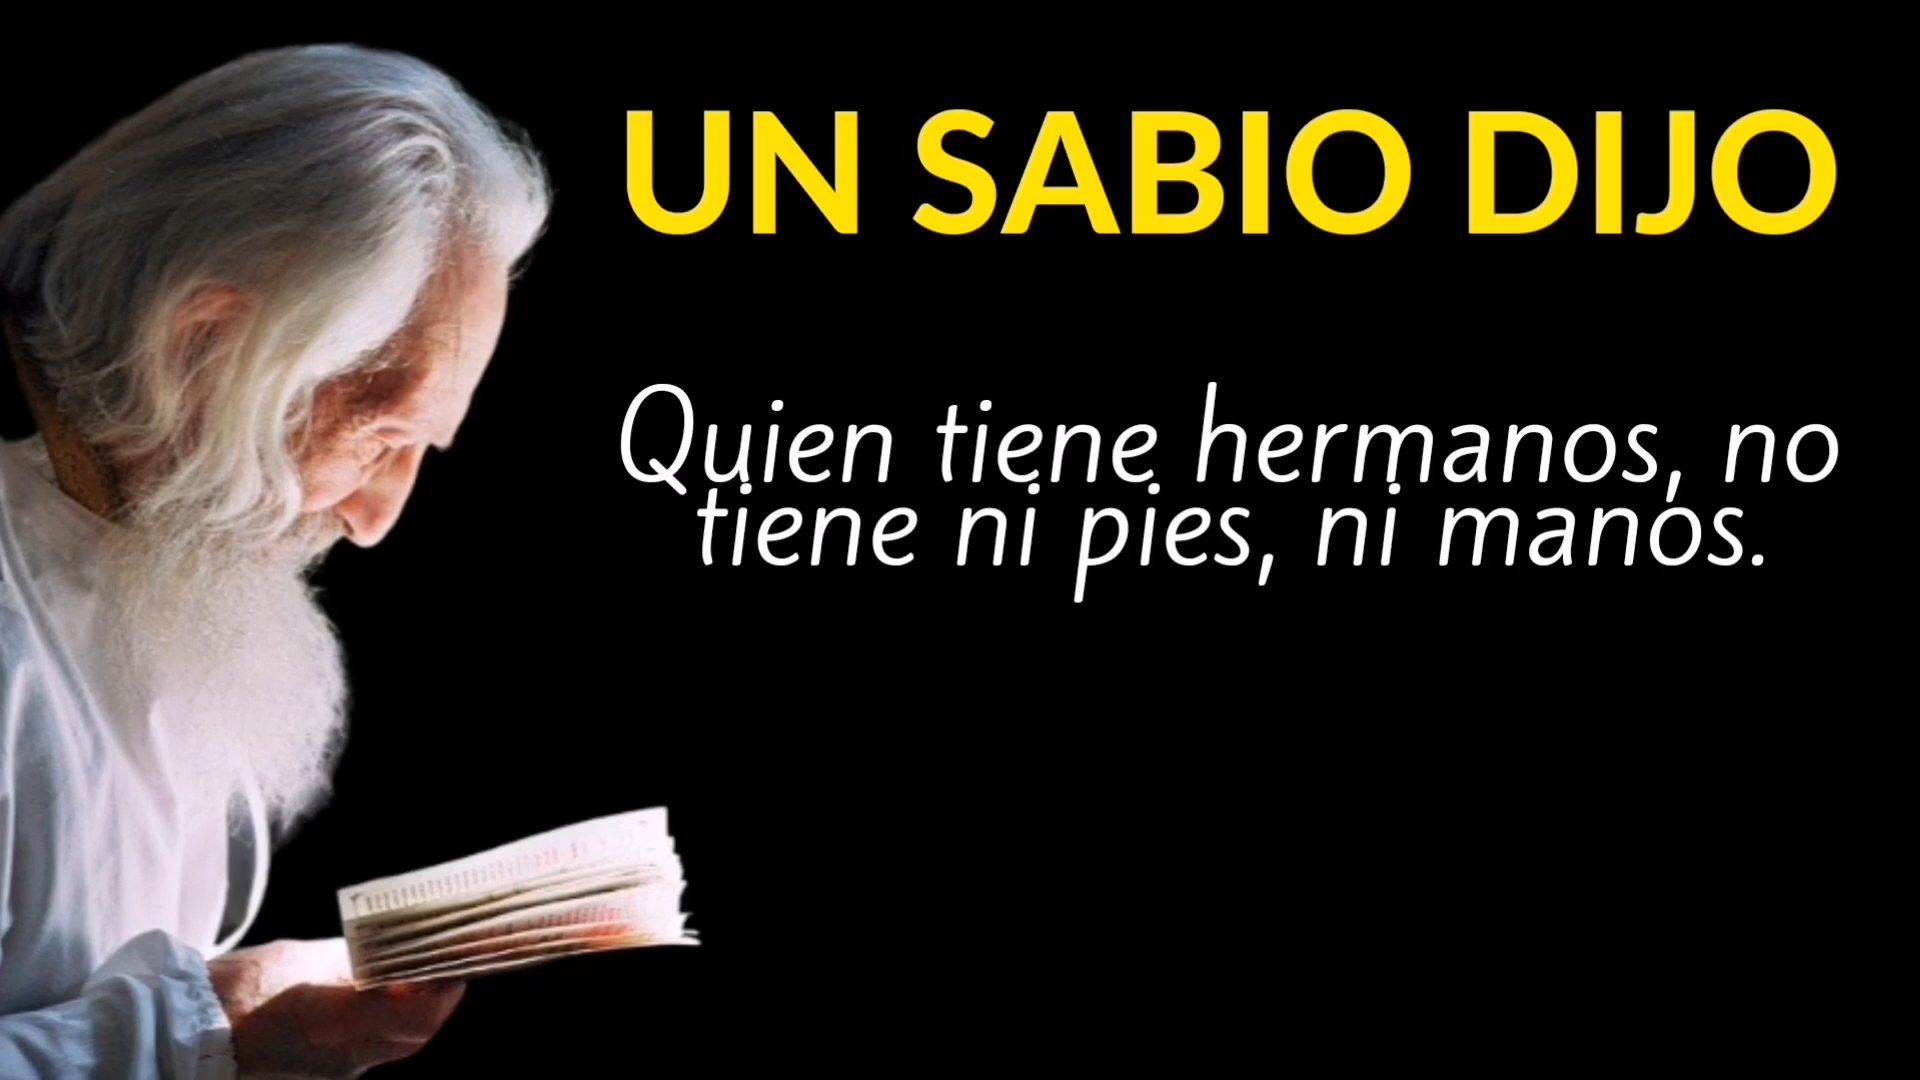 UN SABIO DIJO
Quien tiene hermanos, no
tiene ni pies, ni manos.